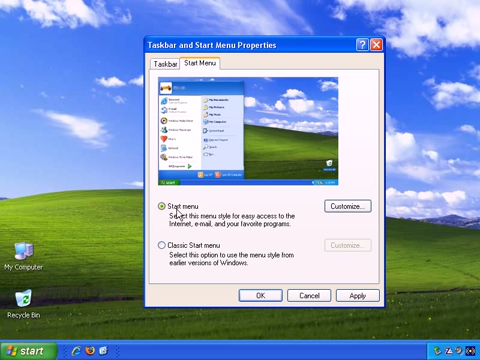 Taskbar and Start Menu Properties
Taskbar
Start Menu
Start menu
Customize...
Select this menu style for easy access to the
Internet, e-mail, and your favorite programs.
Classic Start menu
Customize...
Select this option to use the menu style from
earlier versions of Windows.
OK
Cancel
Apply
My Computer
Recycle Bin
start